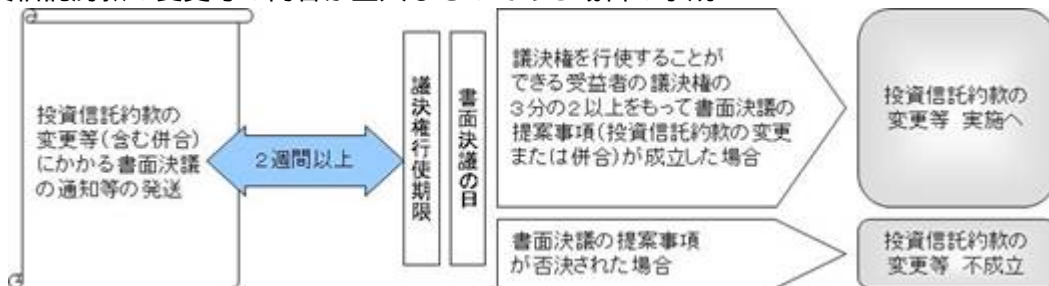 投資信託約款の
変更等(含む併合)
にかかる書面決議
の通知等の発送
2週間以上
議決権行使期限
書面決議の日
議決権を行使することが
できる受益者の議決権の
3分の2以上をもって書面決議の
提案事項(投資信託約款の変更
または併合)が成立した場合
投資信託約款の
変更等 実施へ
書面決議の提案事項
が否決された場合
投資信託約款の
変更等 不成立